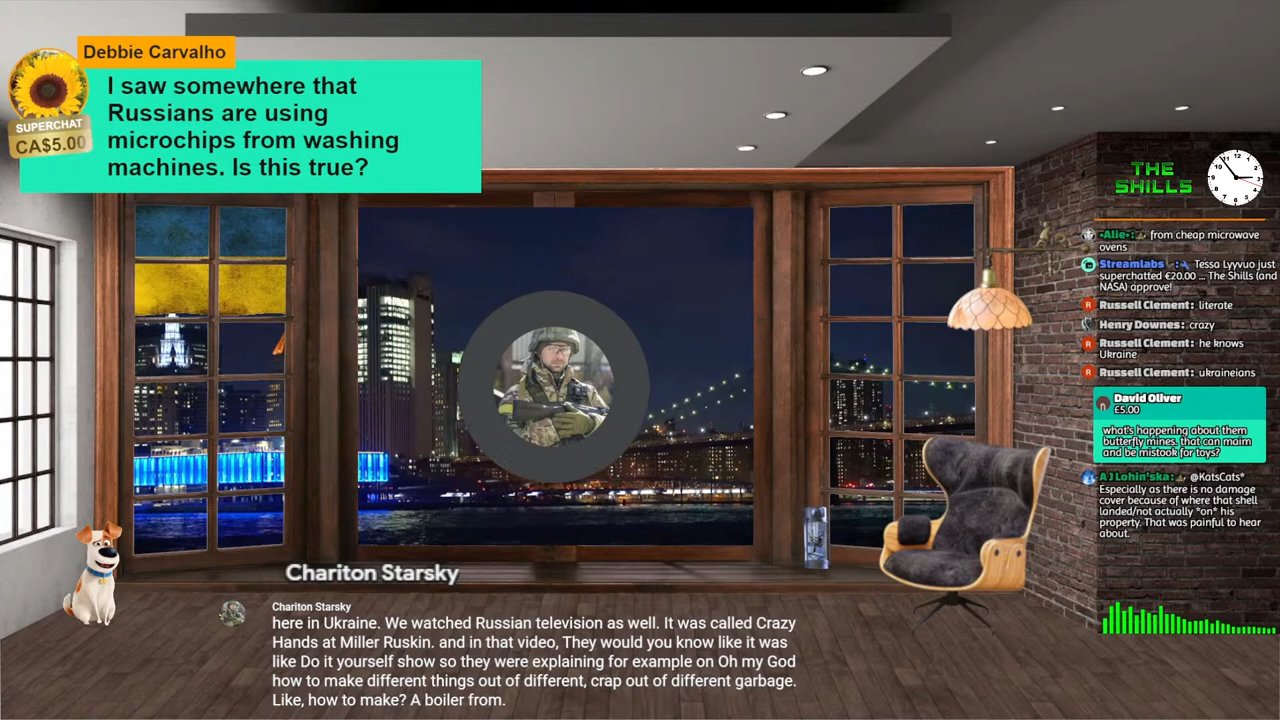 Debbie Carvalho
I saw somewhere that
Russians are using
microchips from washing
machines. Is this true?
SUPERCHAT
CA$5.00
THE
SHILLS
•Alie•: from cheap microwave
ovens
Streamlabs : Tessa Lyyvuo just
superchatted €20.00 ... The Shills (and
NASA) approve!
Russell Clement: literate
Henry Downes: crazy
Russell Clement: he knows
Ukraine
Russell Clement: ukraineians
David Oliver
£5.00
what's happening about them
butterfly mines, that can maim
and be mistook for toys?
A J Lohin'ska: @KatsCats*
Especially as there is no damage
cover because of where that shell
landed/not actually *on* his
property. That was painful to hear
about.
Chariton Starsky
Chariton Starsky
here in Ukraine. We watched Russian television as well. It was called Crazy
Hands at Miller Ruskin. and in that video, They would you know like it was
like Do it yourself show so they were explaining for example on Oh my God
how to make different things out of different, crap out of different garbage.
Like, how to make? A boiler from.